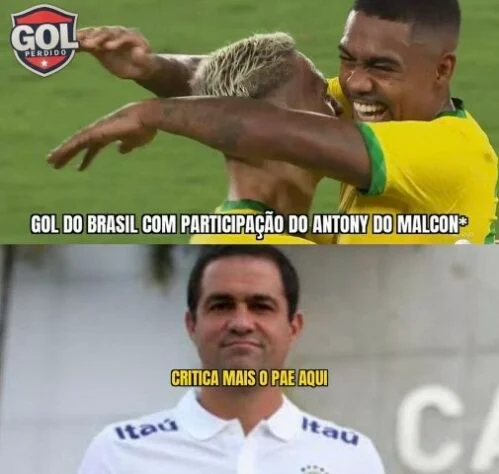 GOL
PERDIDO
GOL DO BRASIL COM PARTICIPAÇÃO DO ANTONY DO MALCON*
CRITICA MAIS O PAE AQUI
Itaú
Itaú
C